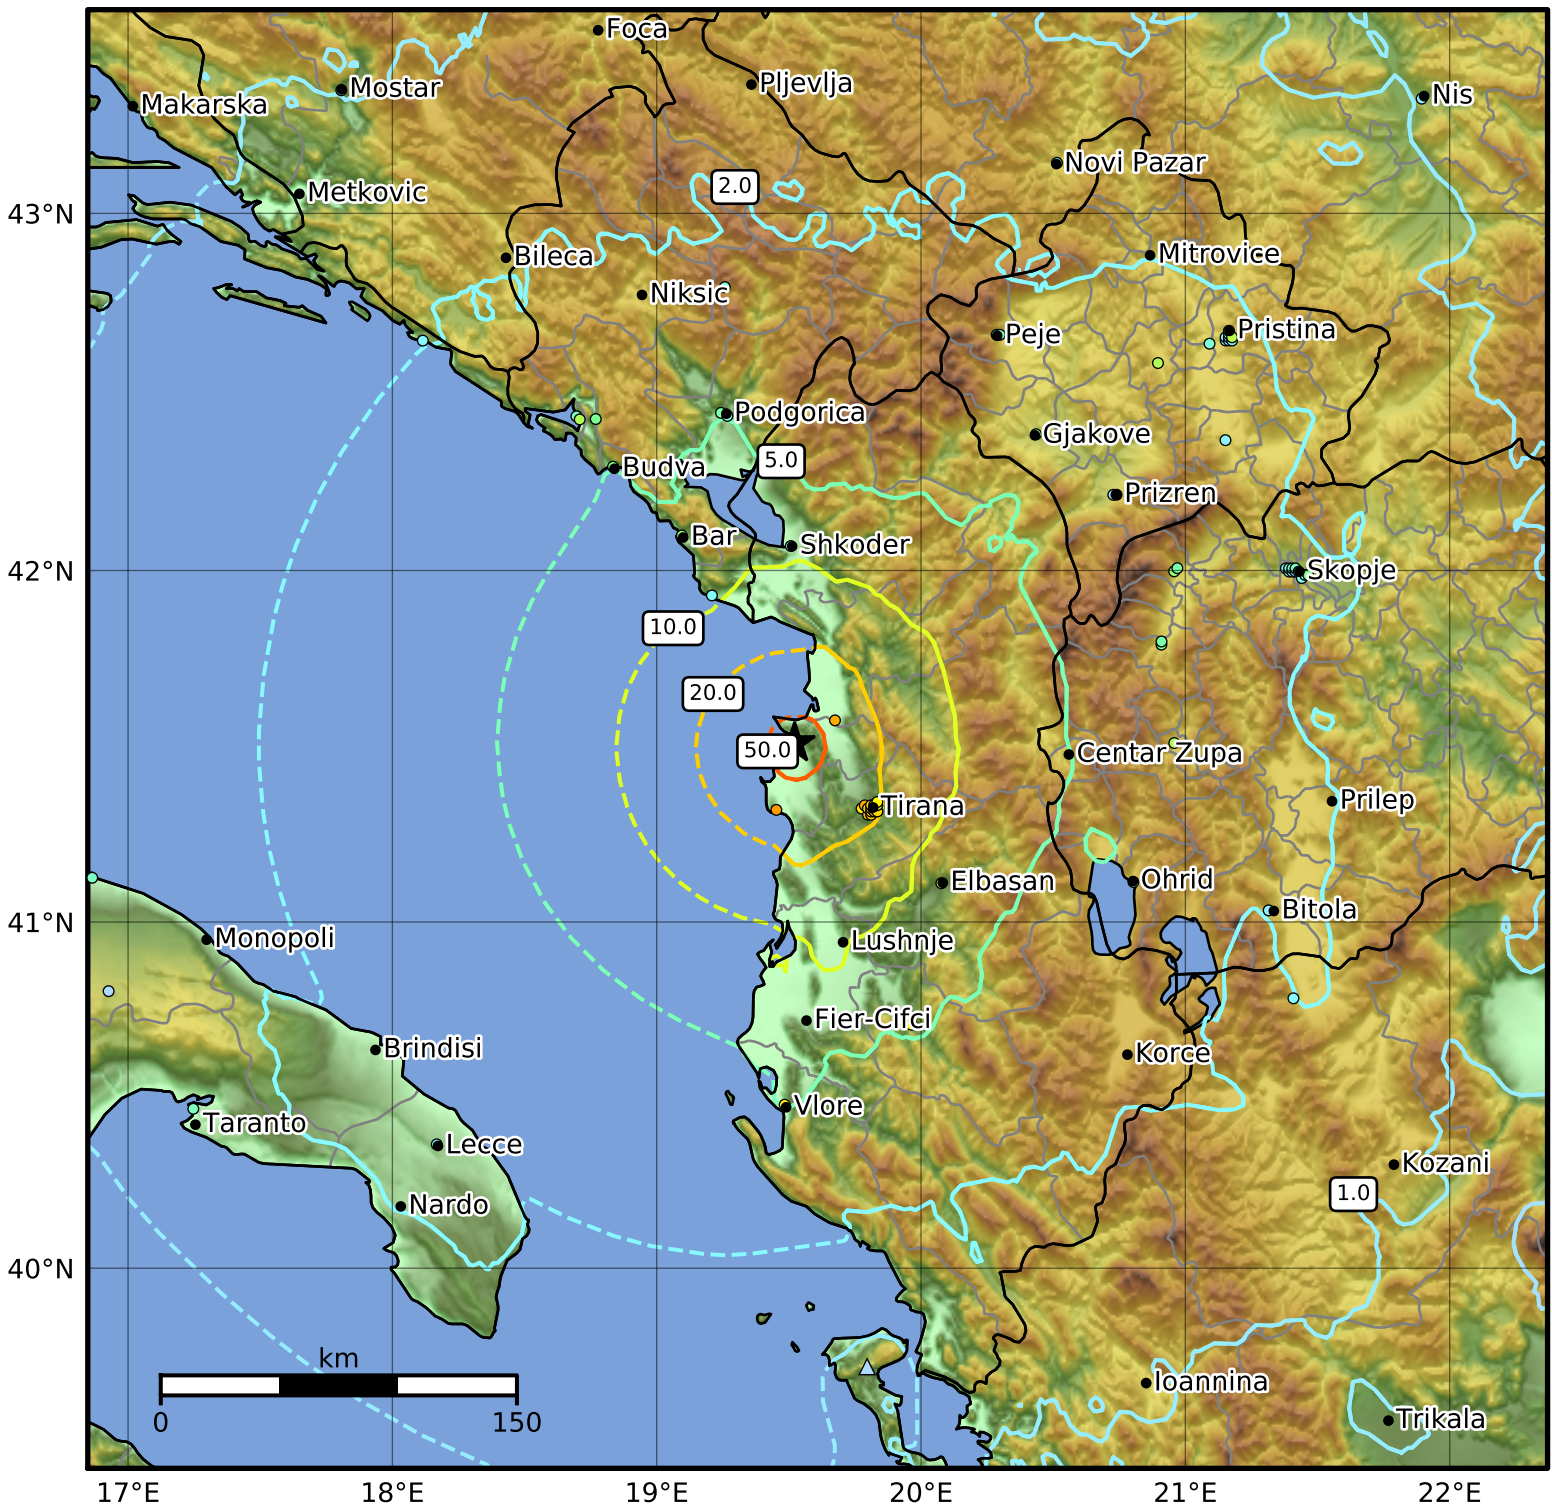 Foca
Pljevlja
Mostar
Nis
Makarska
Novi Pazar
2.0
Metkovic
43°N
Bileca
Mitrovice
Niksic
Pristina
Peje
Podgorica
Gjakove
5.0
Budva
Prizren
Bar
Shkoder
42°N
Skopje
10.0
20.0
50.0
Centar Zupa
Prilep
Tirana
Elbasan
Ohrid
Bitola
41°N
Monopoli
Lushnje
Fier-Cifci
Brindisi
Korce
Vlore
Taranto
Lecce
Kozani
1.0
Nardo
40°N
km
Ioannina
0
150
Trikala
17°E
18°E
19°E
20°E
21°E
22°E